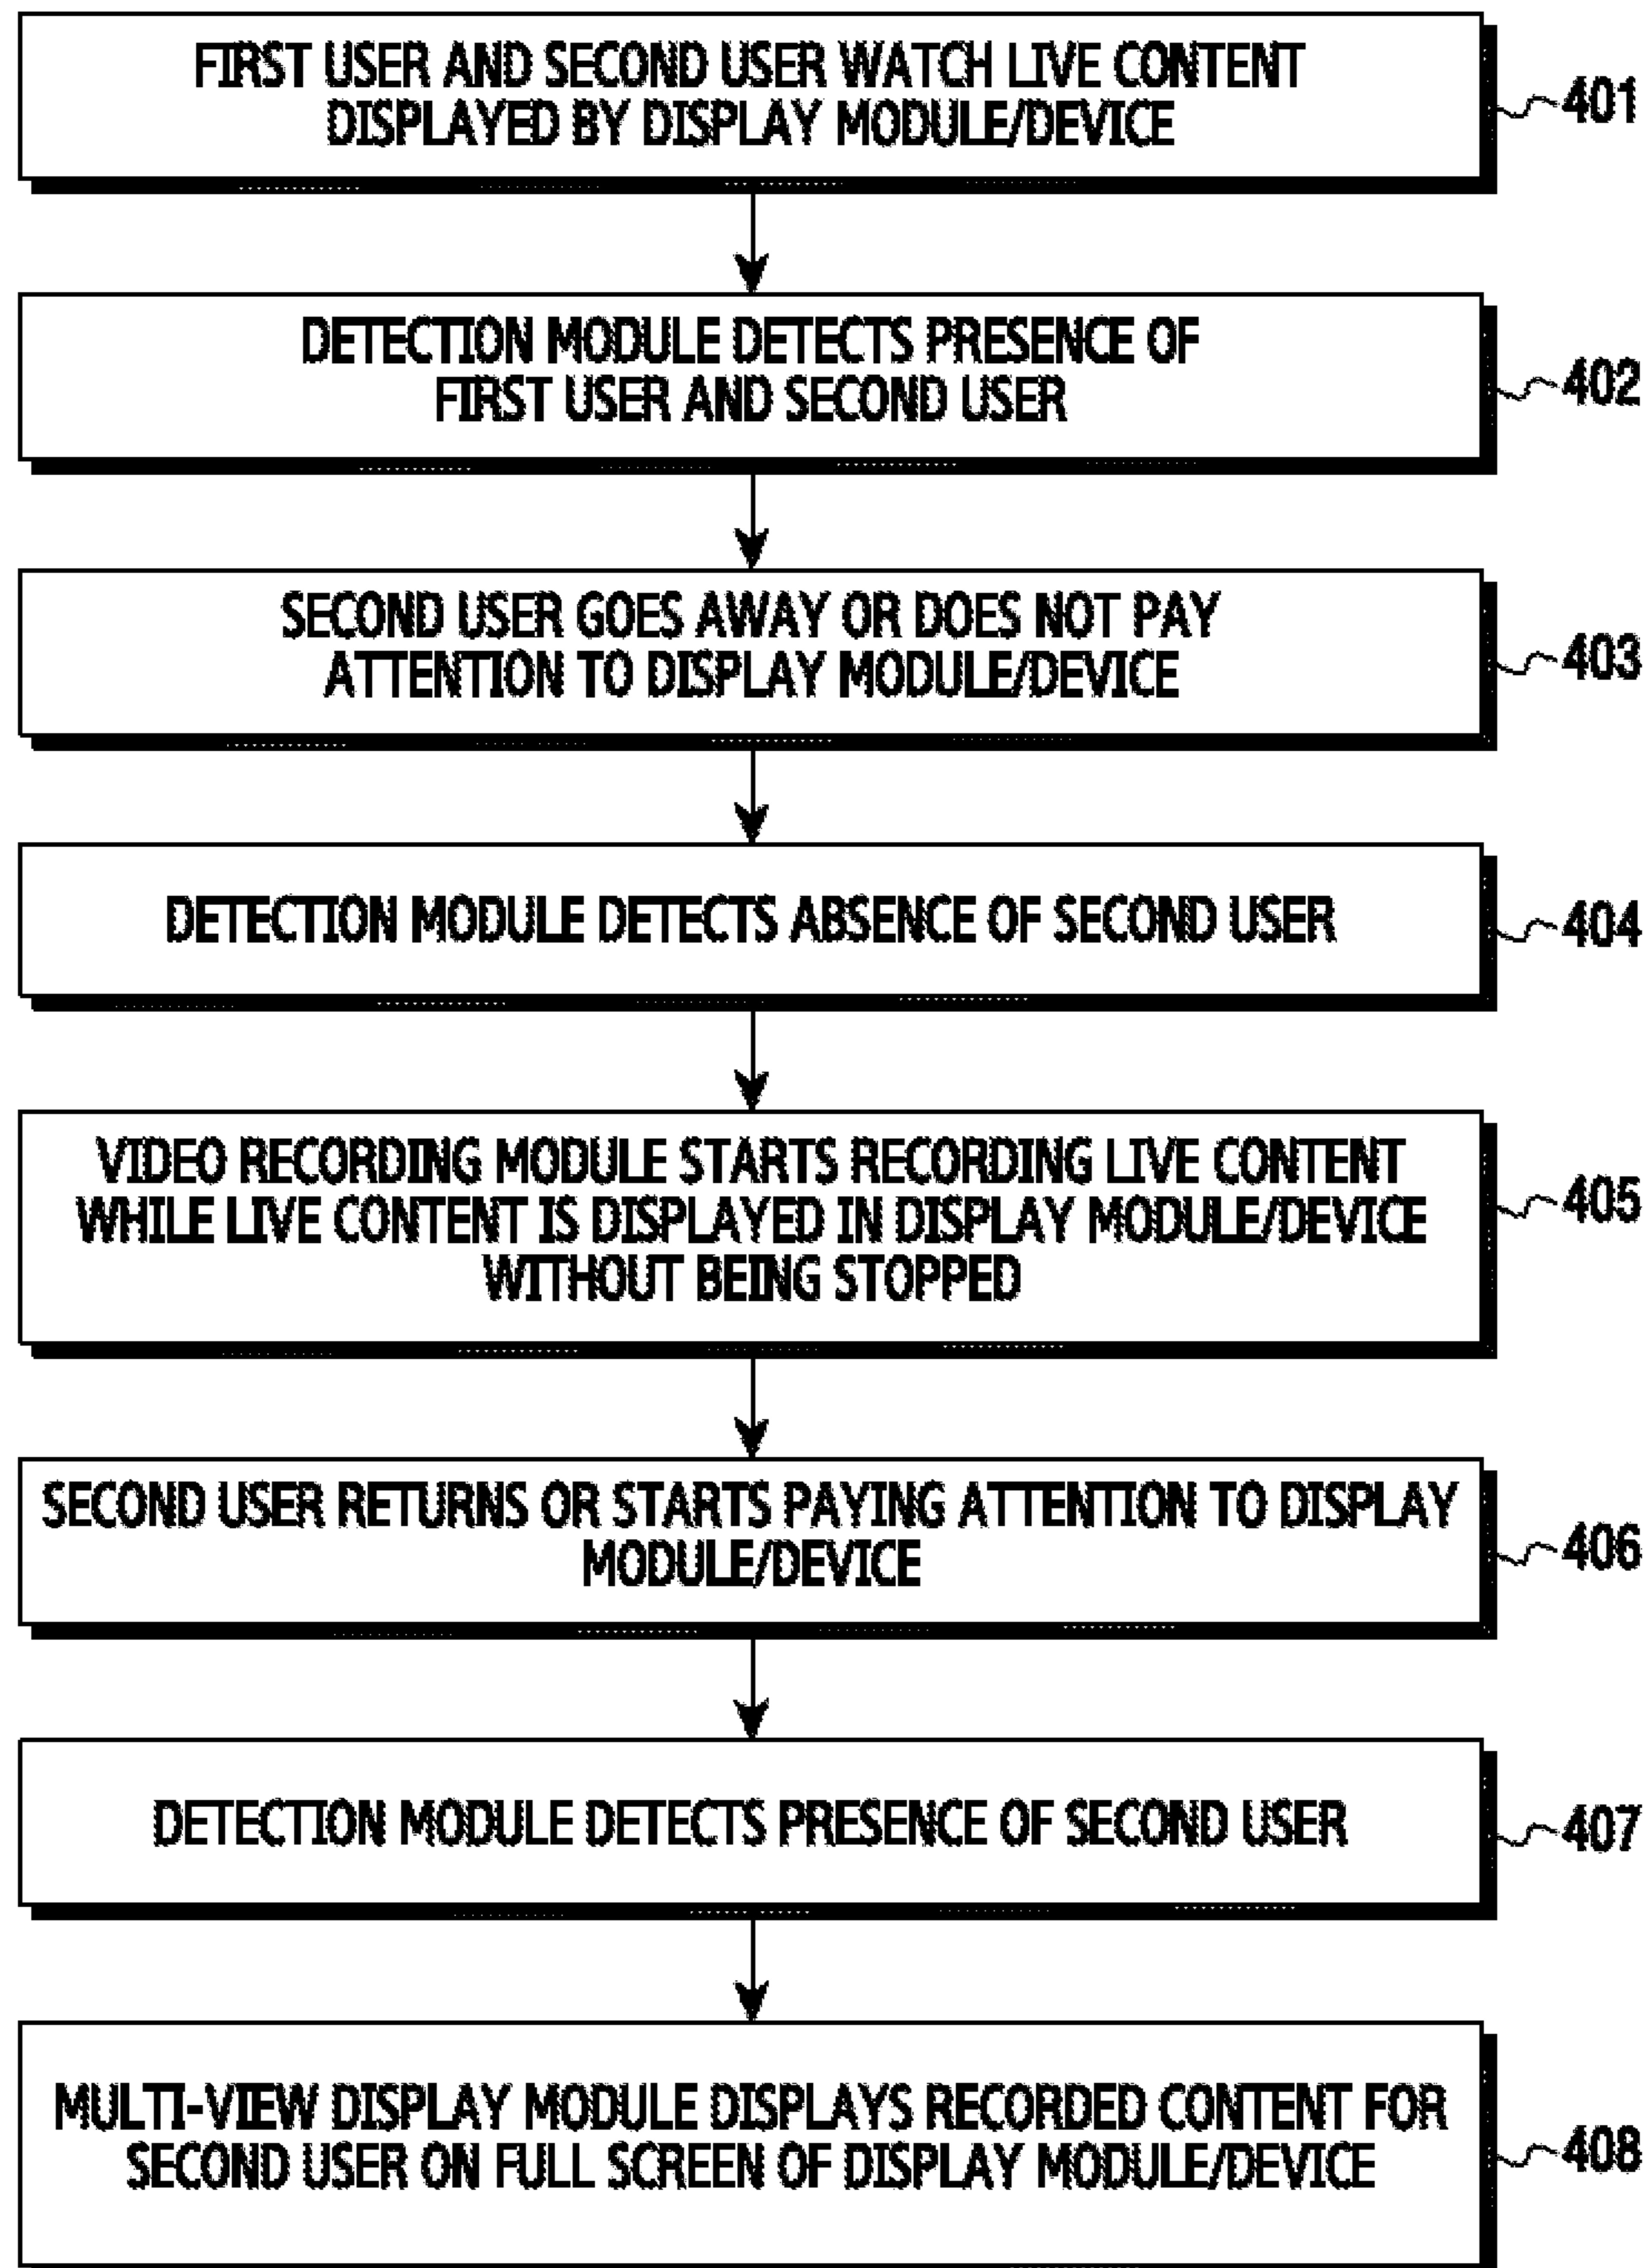 FIRST USER AND SECOND USER WATCH LIVE CONTENT
DISPLAYED BY DISPLAY MODULE/DEVICE
401
DETECTION MODULE DETECTS PRESENCE OF
FIRST USER AND SECOND USER
402
SECOND USER GOES AWAY OR DOES NOT PAY
ATTENTION TO DISPLAY MODULE/DEVICE
403
DETECTION MODULE DETECTS ABSENCE OF SECOND USER
404
VIDEO RECORDING MODULE STARTS RECORDING LIVE CONTENT
WHILE LIVE CONTENT IS DISPLAYED IN DISPLAY MODULE/DEVICE
WITHOUT BEING STOPPED
405
SECOND USER RETURNS OR STARTS PAYING ATTENTION TO DISPLAY
MODULE/DEVICE
406
DETECTION MODULE DETECTS PRESENCE OF SECOND USER
407
MULTI-VIEW DISPLAY MODULE DISPLAYS RECORDED CONTENT FOR
SECOND USER ON FULL SCREEN OF DISPLAY MODULE/DEVICE
408